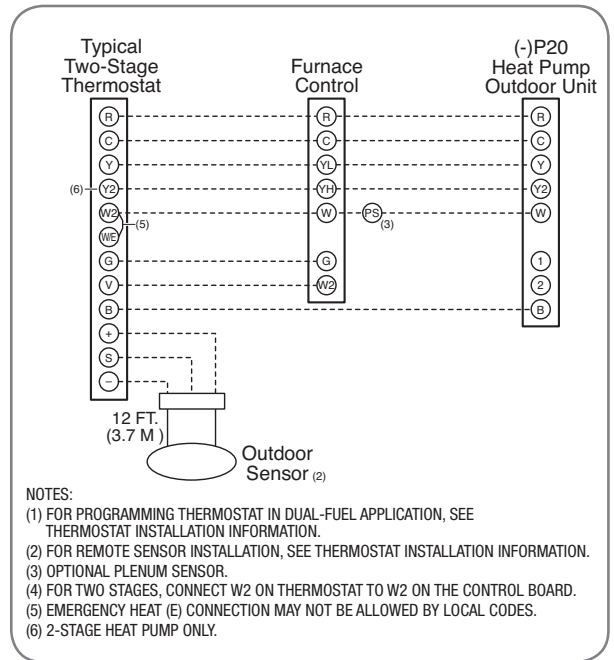 Typical
Two-Stage
Thermostat
Furnace
Control
(-)P20
Heat Pump
Outdoor Unit
R R R
C C C
Y YL Y
(6) Y2 YH Y2
W2 W PS W
(5) (3)
W/E
G G 1
V W2 2
B B
+
S
–
12 FT.
(3.7 M )
Outdoor
Sensor (2)
NOTES:
(1) FOR PROGRAMMING THERMOSTAT IN DUAL-FUEL APPLICATION, SEE
THERMOSTAT INSTALLATION INFORMATION.
(2) FOR REMOTE SENSOR INSTALLATION, SEE THERMOSTAT INSTALLATION INFORMATION.
(3) OPTIONAL PLENUM SENSOR.
(4) FOR TWO STAGES, CONNECT W2 ON THERMOSTAT TO W2 ON THE CONTROL BOARD.
(5) EMERGENCY HEAT (E) CONNECTION MAY NOT BE ALLOWED BY LOCAL CODES.
(6) 2-STAGE HEAT PUMP ONLY.